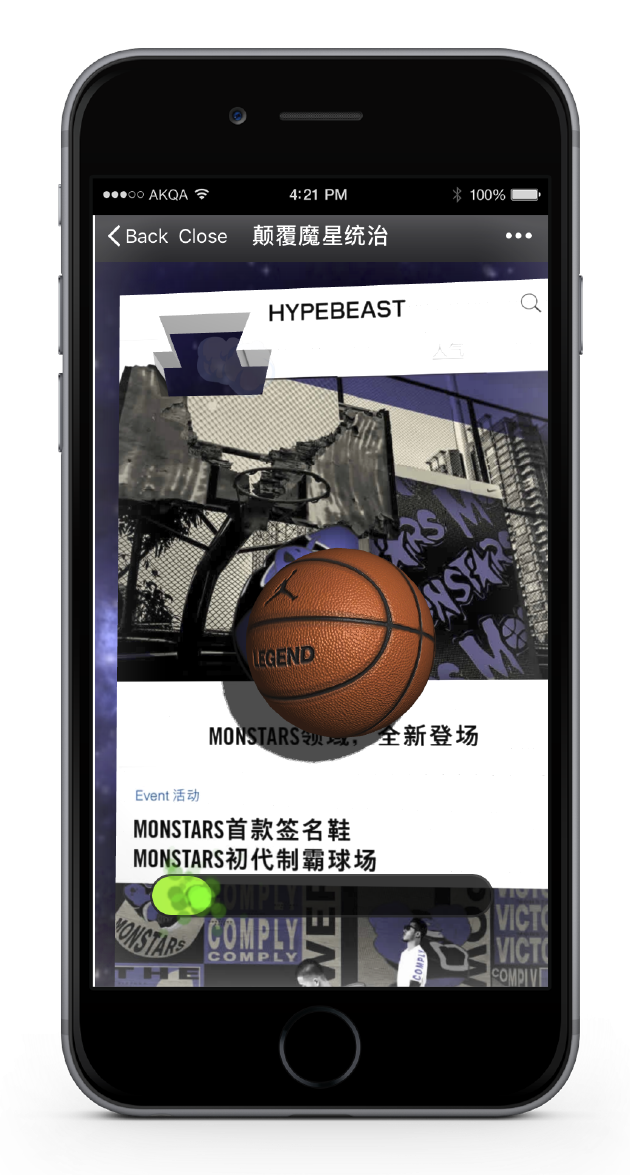 AKQA
4:21 PM
100%
Back Close 颠覆魔星统治
HYPEBEAST
人气
MONSTARS
LEGEND
MONSTARS领域，全新登场
Event 活动
MONSTARS首款签名鞋
MONSTARS初代制霸球场
MONSTARS
THE
COMPLY
COMPLY
COMPLY
VICTO
VICTO
COMPLY